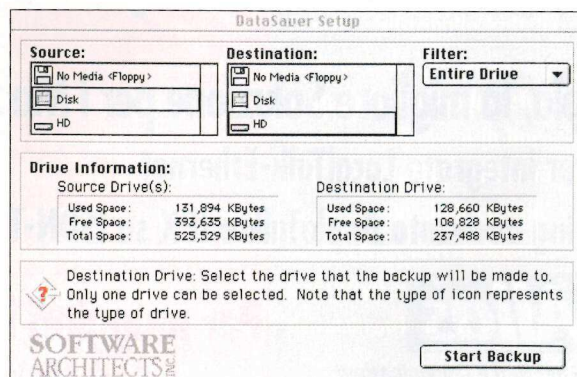 DataSaver Setup
Source:
No Media <Floppy>
Disk
HD
Destination:
No Media <Floppy>
Disk
HD
Filter:
Entire Drive
Drive Information:
Source Drive(s):
Used Space: 131,894 KBytes
Free Space: 393,635 KBytes
Total Space: 525,529 KBytes
Destination Drive:
Used Space: 128,660 KBytes
Free Space: 108,828 KBytes
Total Space: 237,488 KBytes
Destination Drive: Select the drive that the backup will be made to.
Only one drive can be selected. Note that the type of icon represents
the type of drive.
SOFTWARE
ARCHITECTS INC.
Start Backup